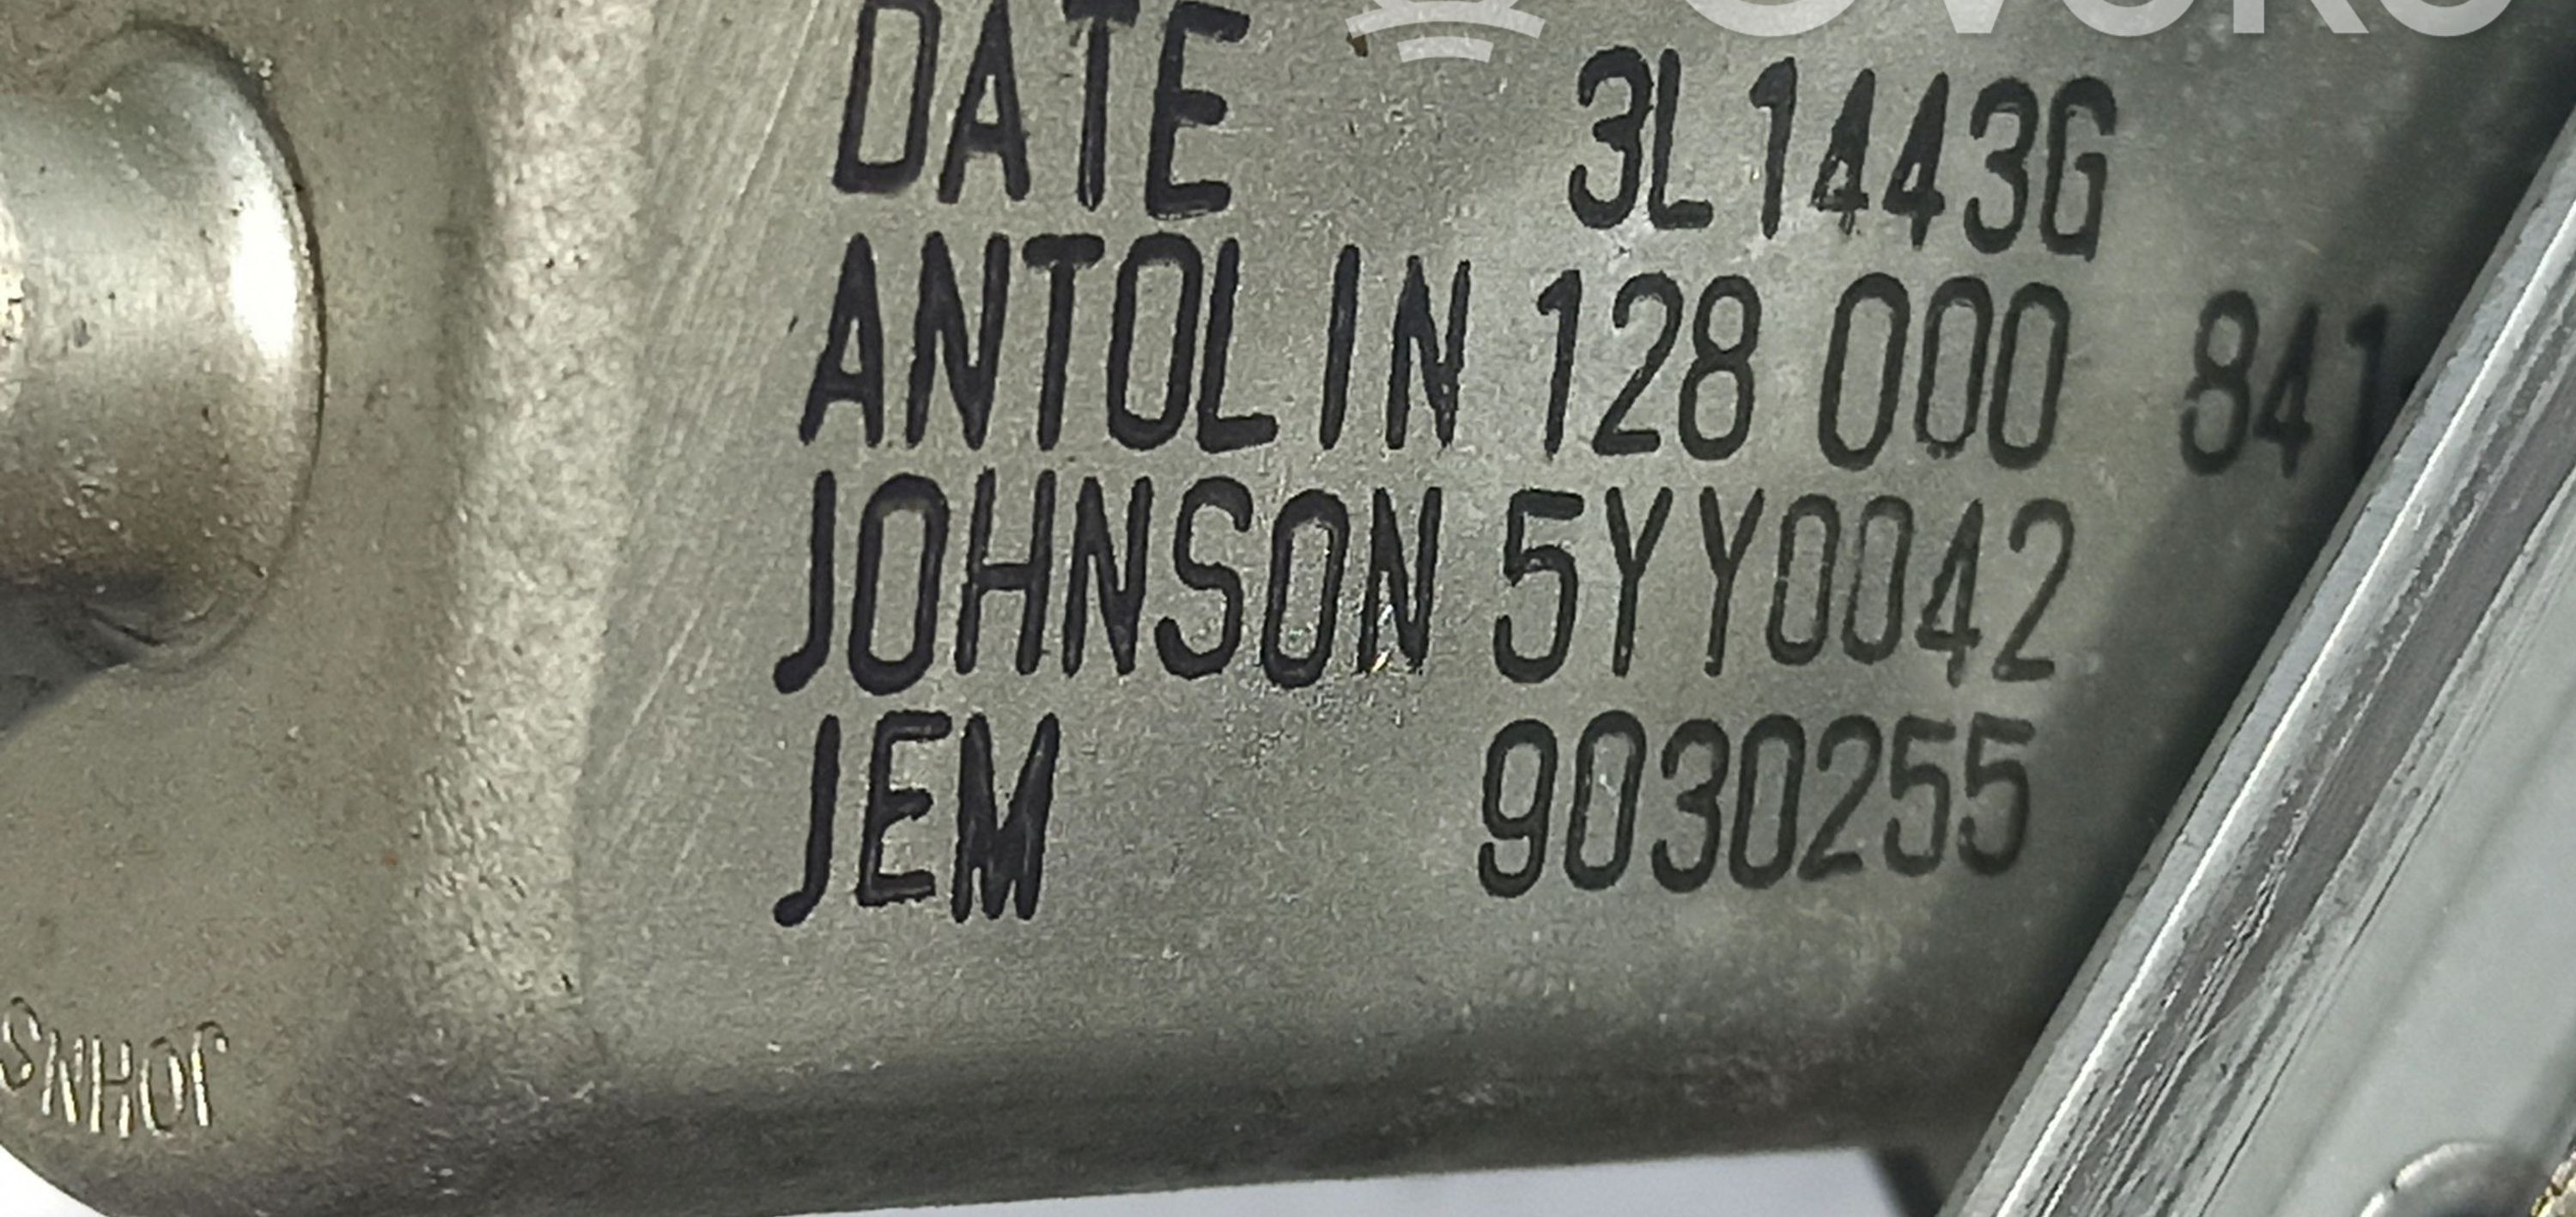 DATE 3L1443G
ANTOLIN 128 000 841
JOHNSON 5YY0042
JEM 9030255
JOHNS